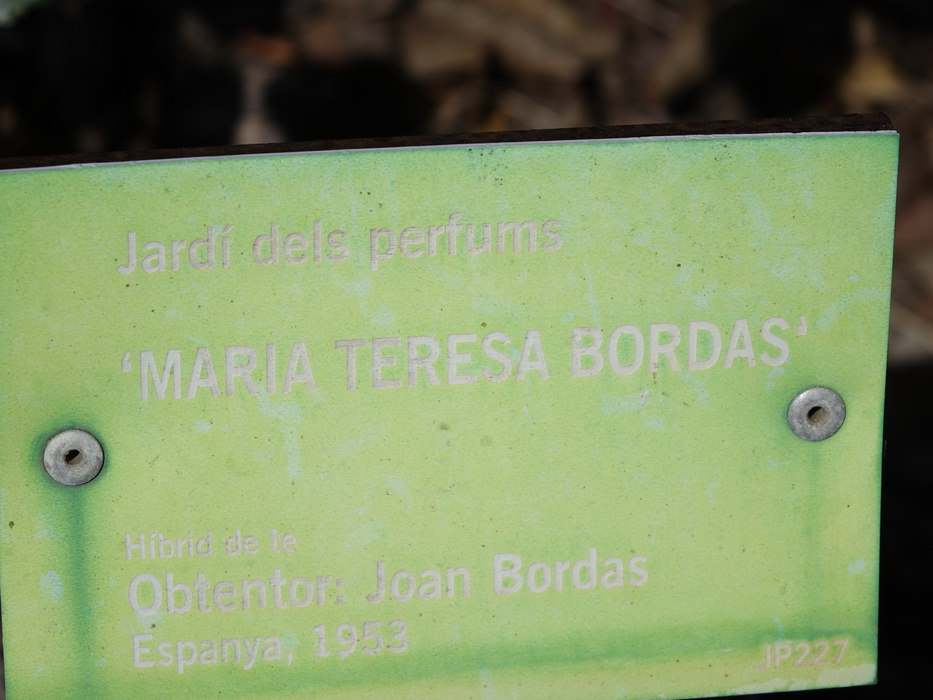 Jardí dels perfums
‘MARIA TERESA BORDAS’
Híbrid de te
Obtentor: Joan Bordas
Espanya, 1953
JP227